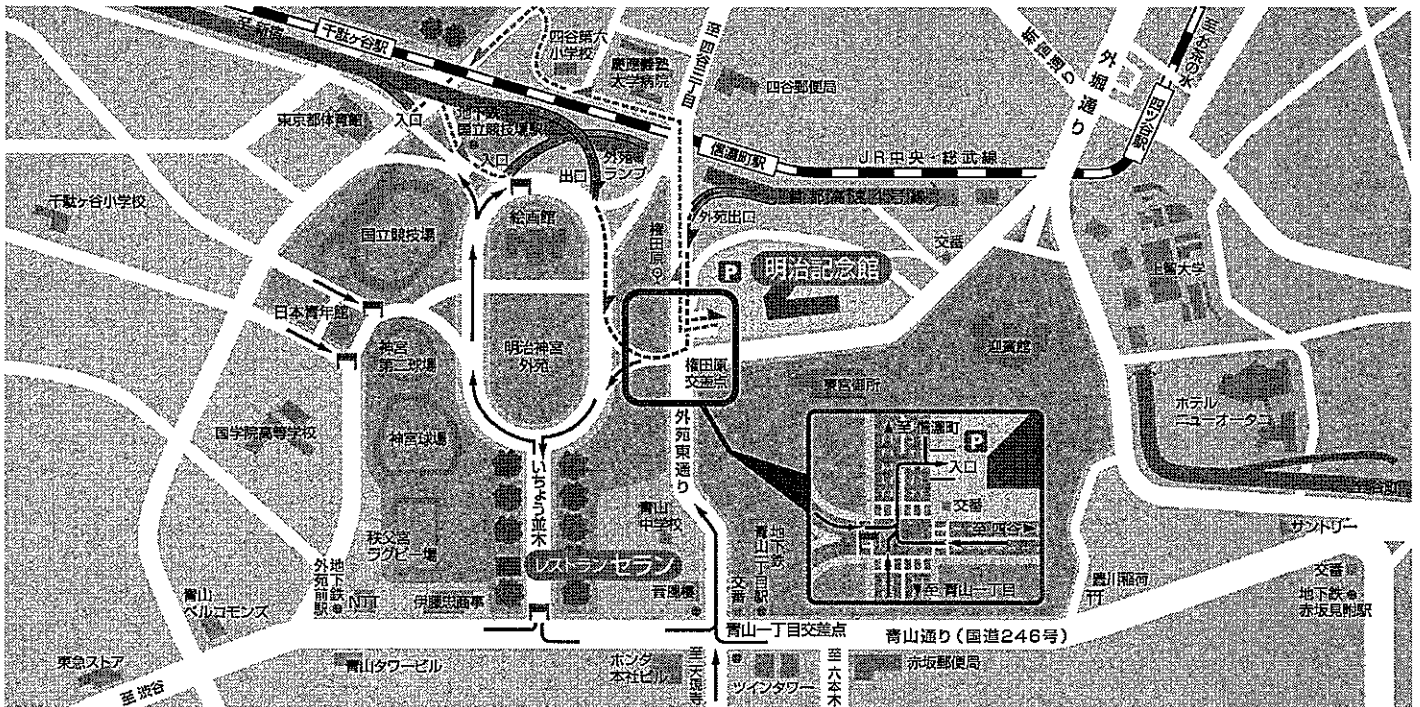 至新宿
千駄ヶ谷駅
四谷第六
小学校
慶應義塾
大学病院
至四谷三丁目
四谷郵便局
外堀通り
至お茶の水
四ッ谷駅
東京都体育館
入口
地下鉄
国立競技場駅
入口
出口
外苑
ランプ
信濃町駅
JR中央・総武線
外苑出口
千駄ヶ谷小学校
国立競技場
絵画館
権田原
P
明治記念館
交番
上智大学
日本青年館
神宮
第二球場
明治神宮
外苑
権田原
交差点
迎賓館
東宮御所
ホテル
ニューオータニ
国学院高等学校
神宮球場
いちょう並木
外苑東通り
至信濃町
P
入口
交番
至四谷
至青山一丁目
青山
中学校
地下鉄
青山一丁目駅
サントリー
秩父宮
ラグビー場
レストラン セラン
地下鉄
外苑前駅
NTT
伊藤忠商事
交番
豊川稲荷
交番
地下鉄
赤坂見附駅
青山
ベルコモンズ
青山一丁目交差点
青山通り(国道246号)
東急ストア
至渋谷
青山タワービル
ホンダ
本社ビル
ツインタワー
至六本木
赤坂郵便局